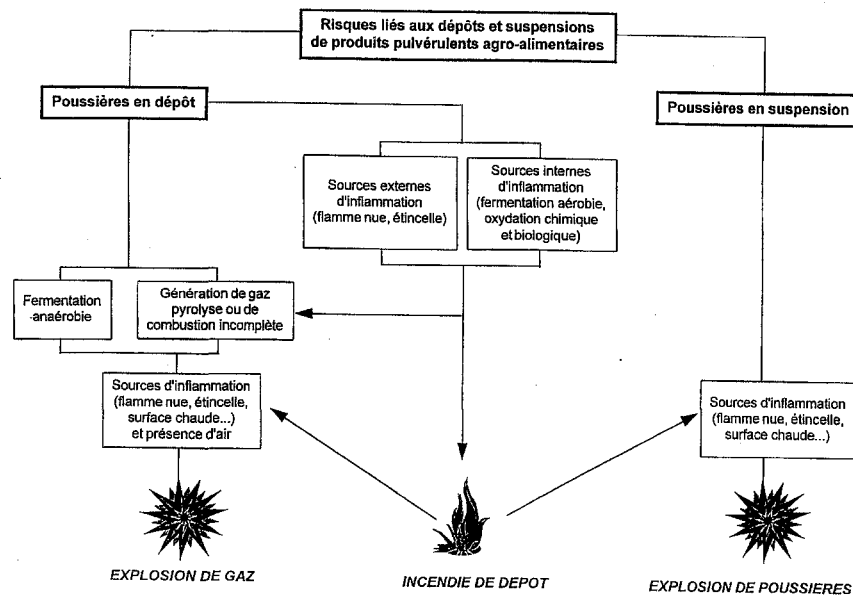 Risques liés aux dépôts et suspensions
de produits pulvérulents agro-alimentaires
Poussières en dépôt
Poussières en suspension
Sources externes
d'inflammation
(flamme nue, étincelle)
Sources internes
d'inflammation
(fermentation aérobie,
oxydation chimique
et biologique)
Fermentation
anaérobie
Génération de gaz
pyrolyse ou de
combustion incomplète
Sources d'inflammation
(flamme nue, étincelle,
surface chaude...)
et présence d'air
Sources d'inflammation
(flamme nue, étincelle,
surface chaude...)
EXPLOSION DE GAZ
INCENDIE DE DEPOT
EXPLOSION DE POUSSIERES